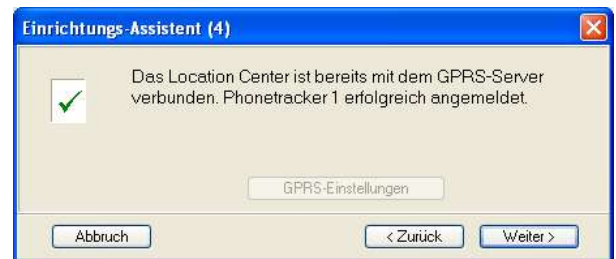 Einrichtungs-Assistent (4)
Das Location Center ist bereits mit dem GPRS-Server
verbunden. Phonetracker 1 erfolgreich angemeldet.
GPRS-Einstellungen
Abbruch
< Zurück
Weiter >